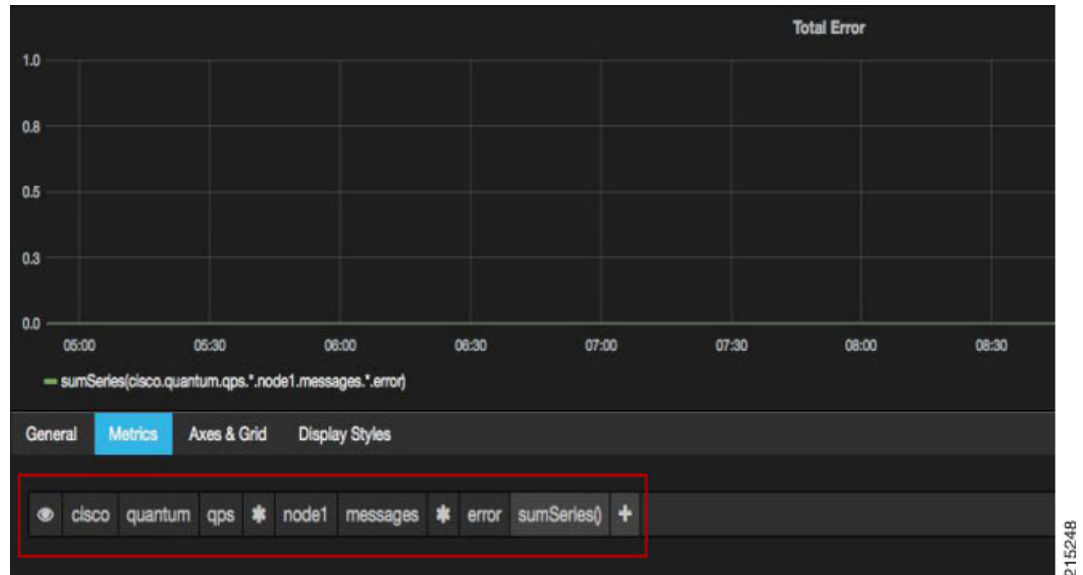 Total Error
1.0
0.8
0.5
0.3
0.0
05:00 05:30 06:00 06:30 07:00 07:30 08:00 08:30
sumSeries(cisco.quantum.qps.*.node1.messages.*.error)
General Metrics Axes & Grid Display Styles
cisco quantum qps * node1 messages * error sumSeries() +
215248